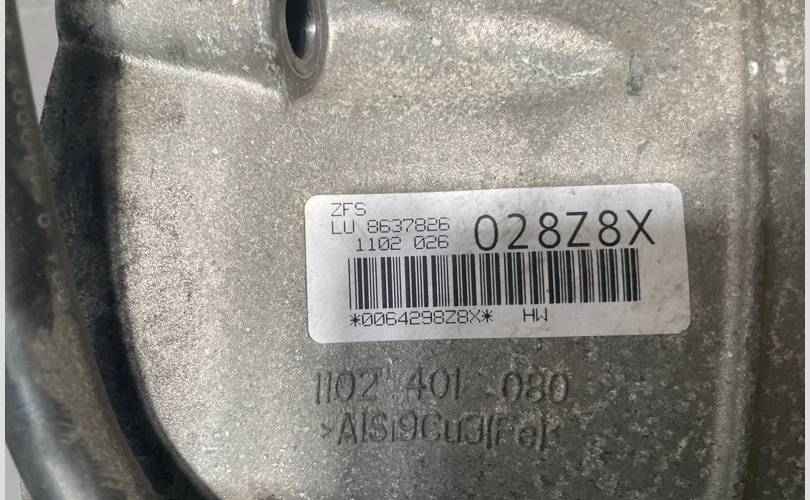 ZFS
LU 8637826
1102 026
028Z8X
*0064298Z8X* HW
1102 401 080
>AlSi9Cu3(Fe)<